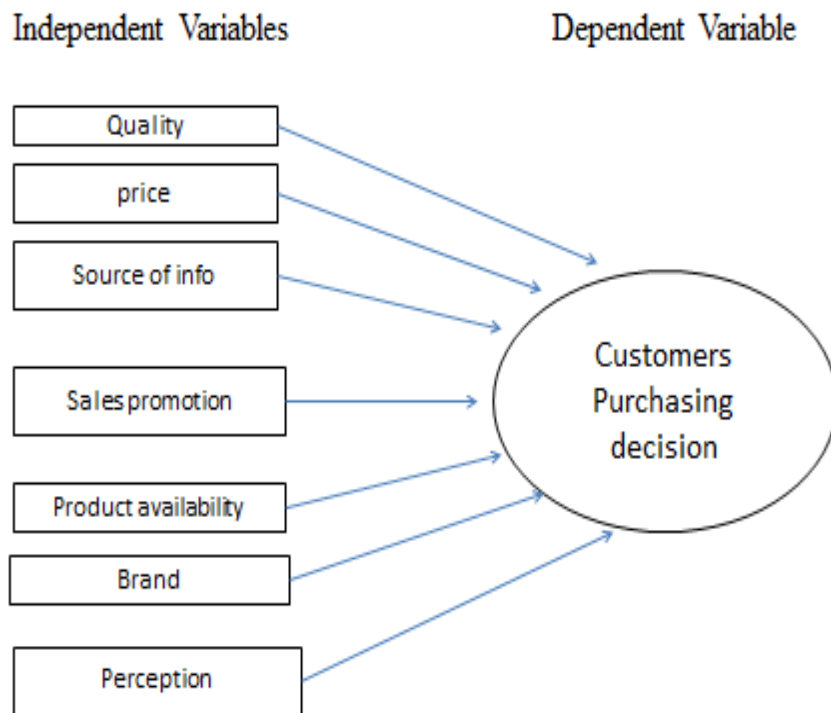 Independent Variables
Dependent Variable
Quality
price
Source of info
Sales promotion
Product availability
Brand
Perception
Customers
Purchasing
decision